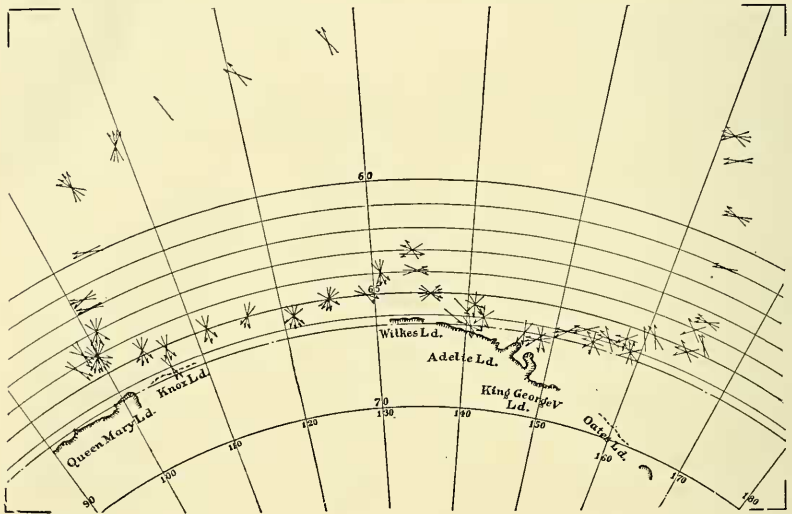 60
65
Wilkes Ld.
Adelie Ld.
Knox Ld.
King George V
Ld.
Queen Mary Ld.
Oates Ld.
70
90
100
110
120
130
140
150
160
170
180